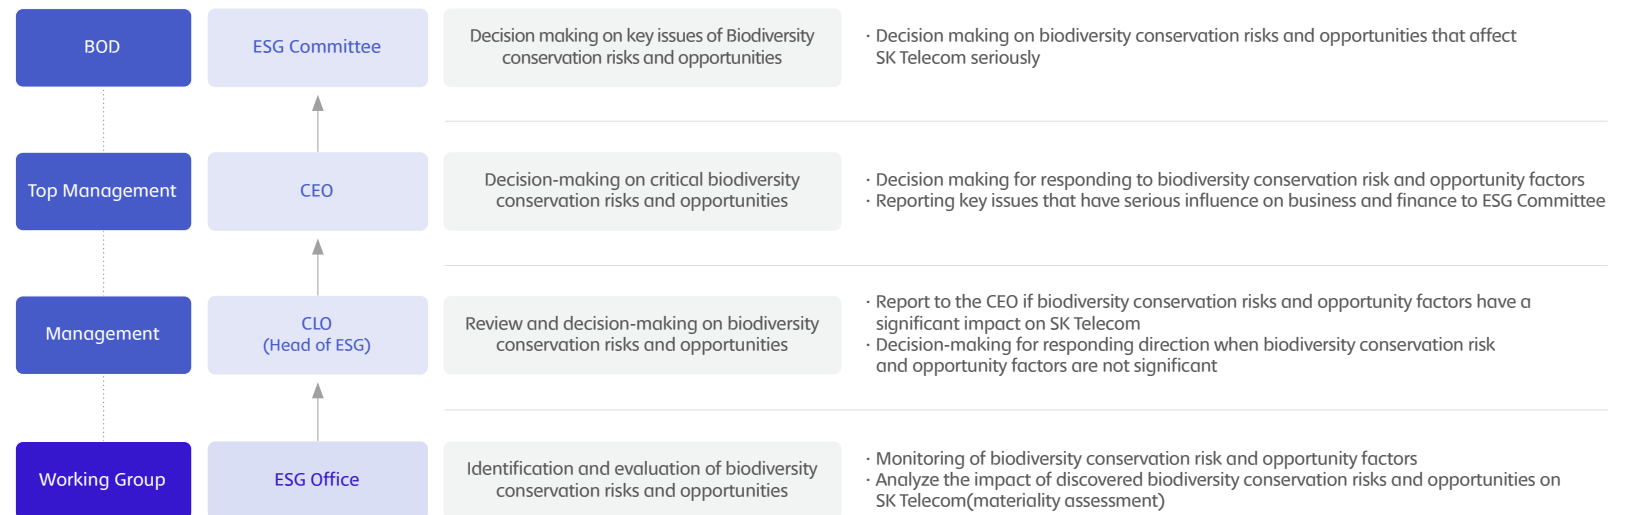 BOD
ESG Committee
Decision making on key issues of Biodiversity
conservation risks and opportunities
· Decision making on biodiversity conservation risks and opportunities that affect
SK Telecom seriously
Top Management
CEO
Decision-making on critical biodiversity
conservation risks and opportunities
· Decision making for responding to biodiversity conservation risk and opportunity factors
· Reporting key issues that have serious influence on business and finance to ESG Committee
Management
CLO
(Head of ESG)
Review and decision-making on biodiversity
conservation risks and opportunities
· Report to the CEO if biodiversity conservation risks and opportunity factors have a
significant impact on SK Telecom
· Decision-making for responding direction when biodiversity conservation risk
and opportunity factors are not significant
Working Group
ESG Office
Identification and evaluation of biodiversity
conservation risks and opportunities
· Monitoring of biodiversity conservation risk and opportunity factors
· Analyze the impact of discovered biodiversity conservation risks and opportunities on
SK Telecom(materiality assessment)